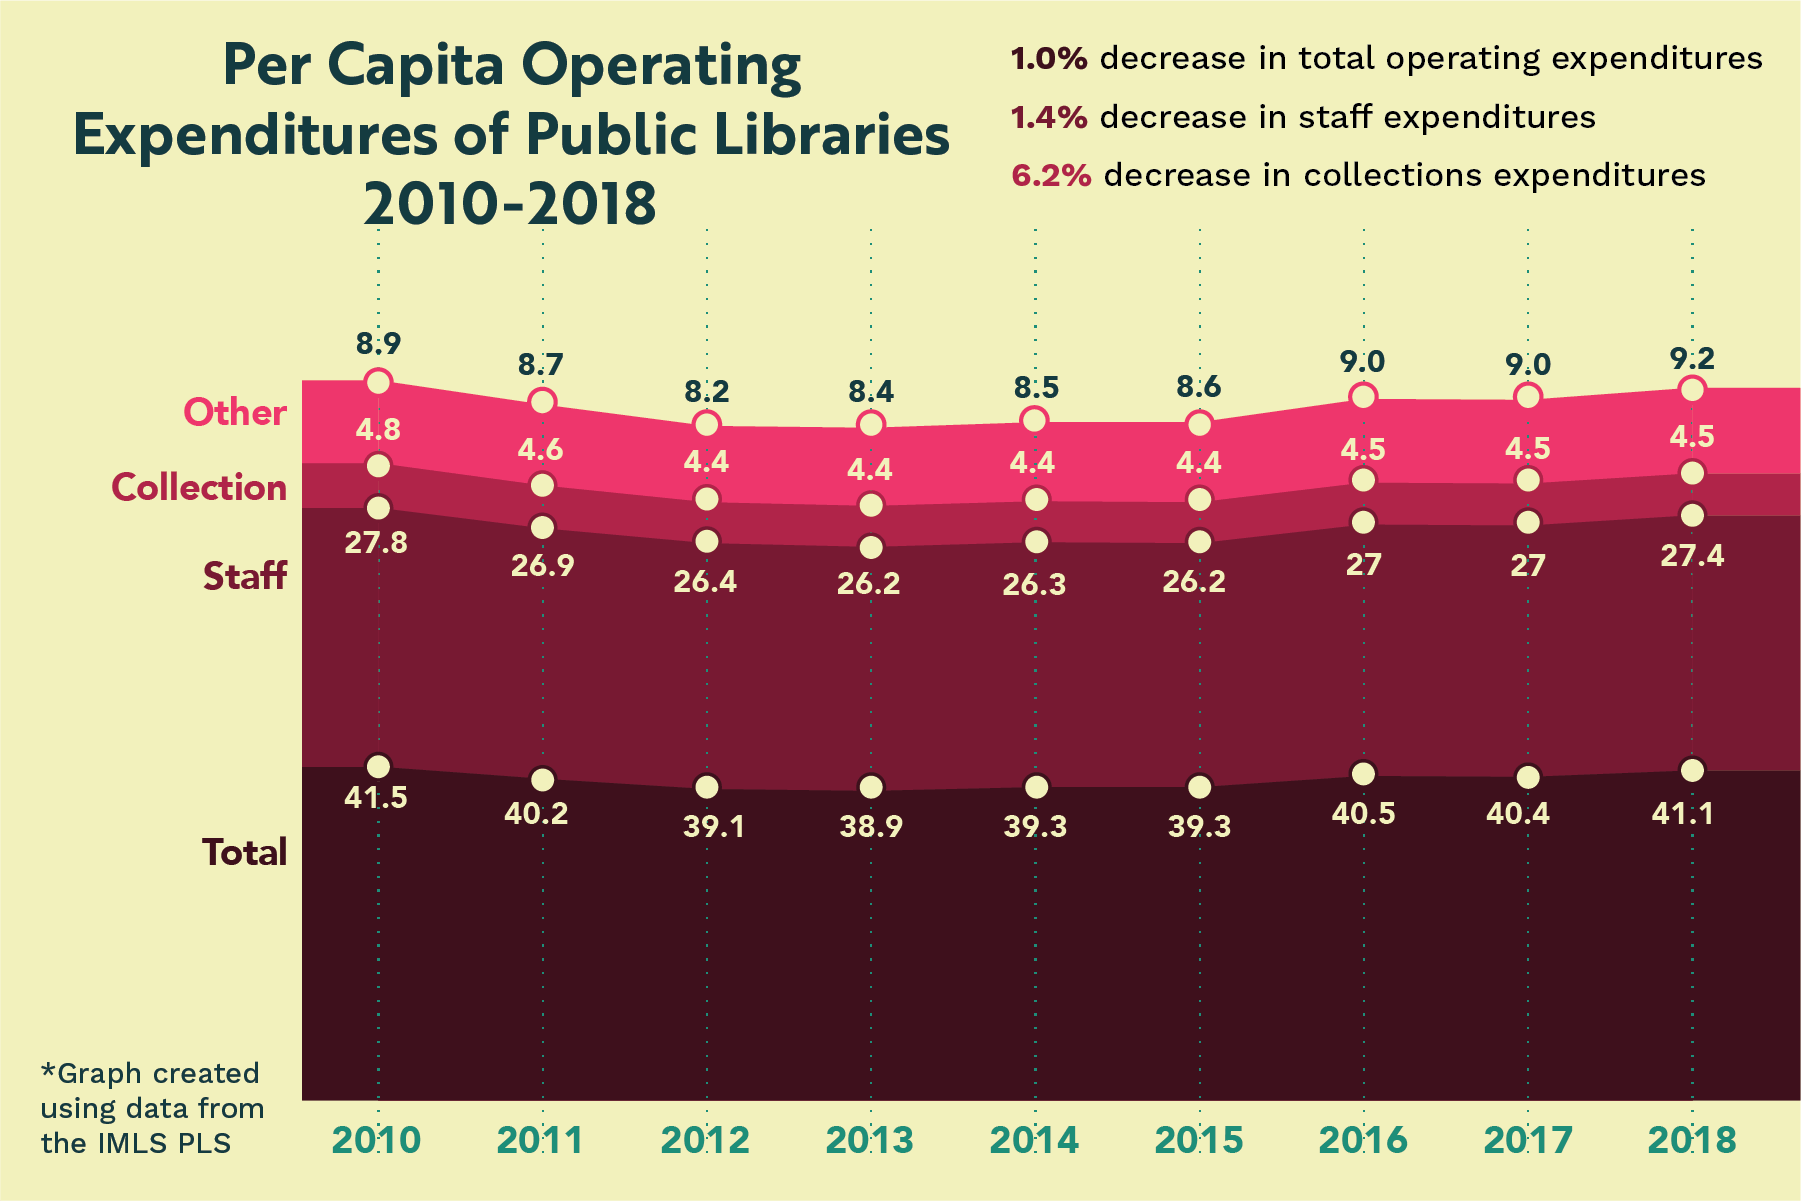 Per Capita Operating
Expenditures of Public Libraries
2010-2018
1.0% decrease in total operating expenditures
1.4% decrease in staff expenditures
6.2% decrease in collections expenditures
8.9
8.7
8.2
8.4
8.5
8.6
9.0
9.0
9.2
Other
4.8
4.6
4.4
4.4
4.4
4.4
4.5
4.5
4.5
Collection
27.8
26.9
26.4
26.2
26.3
26.2
27
27
27.4
Staff
41.5
40.2
39.1
38.9
39.3
39.3
40.5
40.4
41.1
Total
*Graph created
using data from
the IMLS PLS
2010 2011 2012 2013 2014 2015 2016 2017 2018